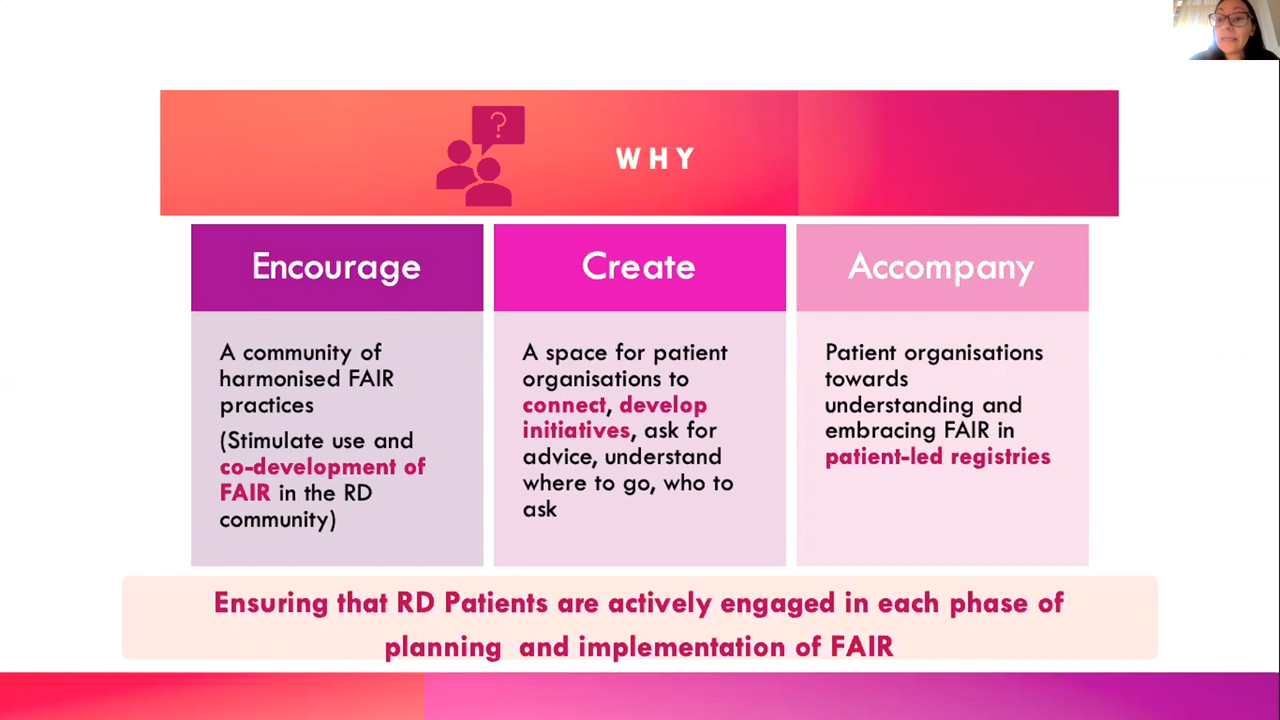 ?
WHY
Encourage
A community of
harmonised FAIR
practices
(Stimulate use and
co-development of
FAIR in the RD
community)
Create
A space for patient
organisations to
connect, develop
initiatives, ask for
advice, understand
where to go, who to
ask
Accompany
Patient organisations
towards
understanding and
embracing FAIR in
patient-led registries
Ensuring that RD Patients are actively engaged in each phase of
planning and implementation of FAIR